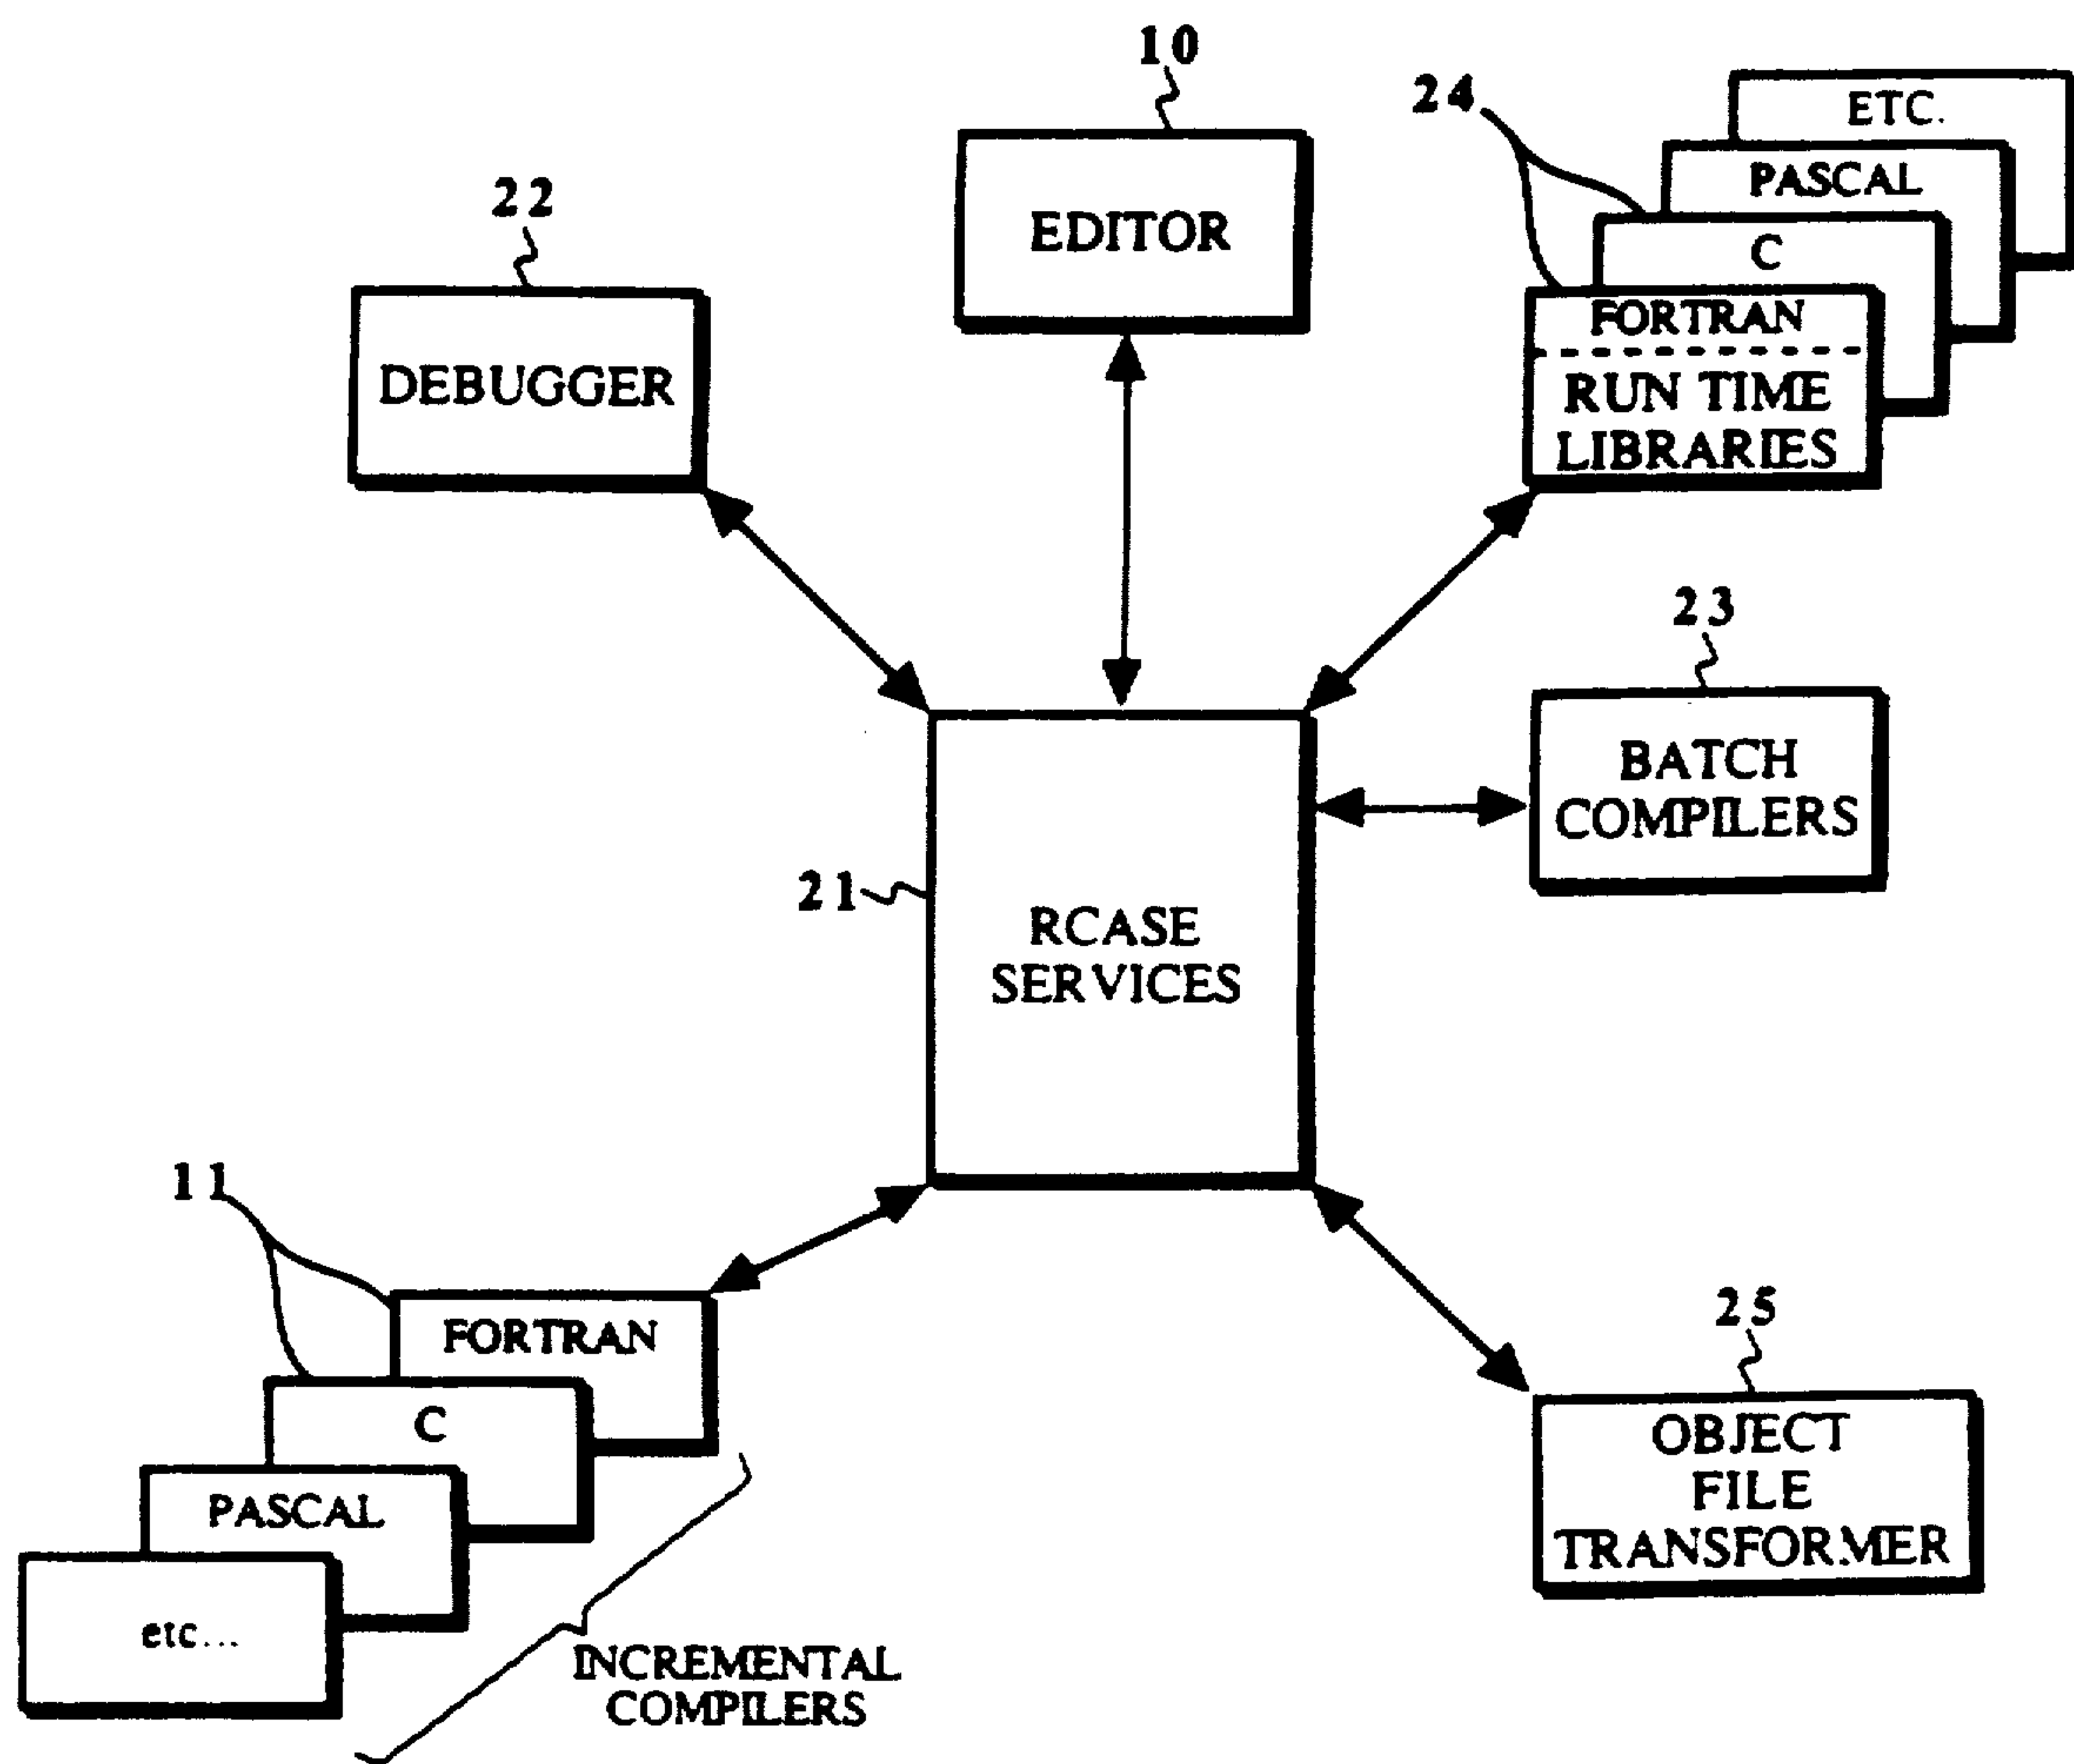 10
24
ETC.
PASCAL
C
FORTRAN
RUN TIME
LIBRARIES
22
EDITOR
DEBUGGER
23
BATCH
COMPILERS
21
RCASE
SERVICES
11
FORTRAN
C
PASCAL
etc...
INCREMENTAL
COMPILERS
25
OBJECT
FILE
TRANSFORMER